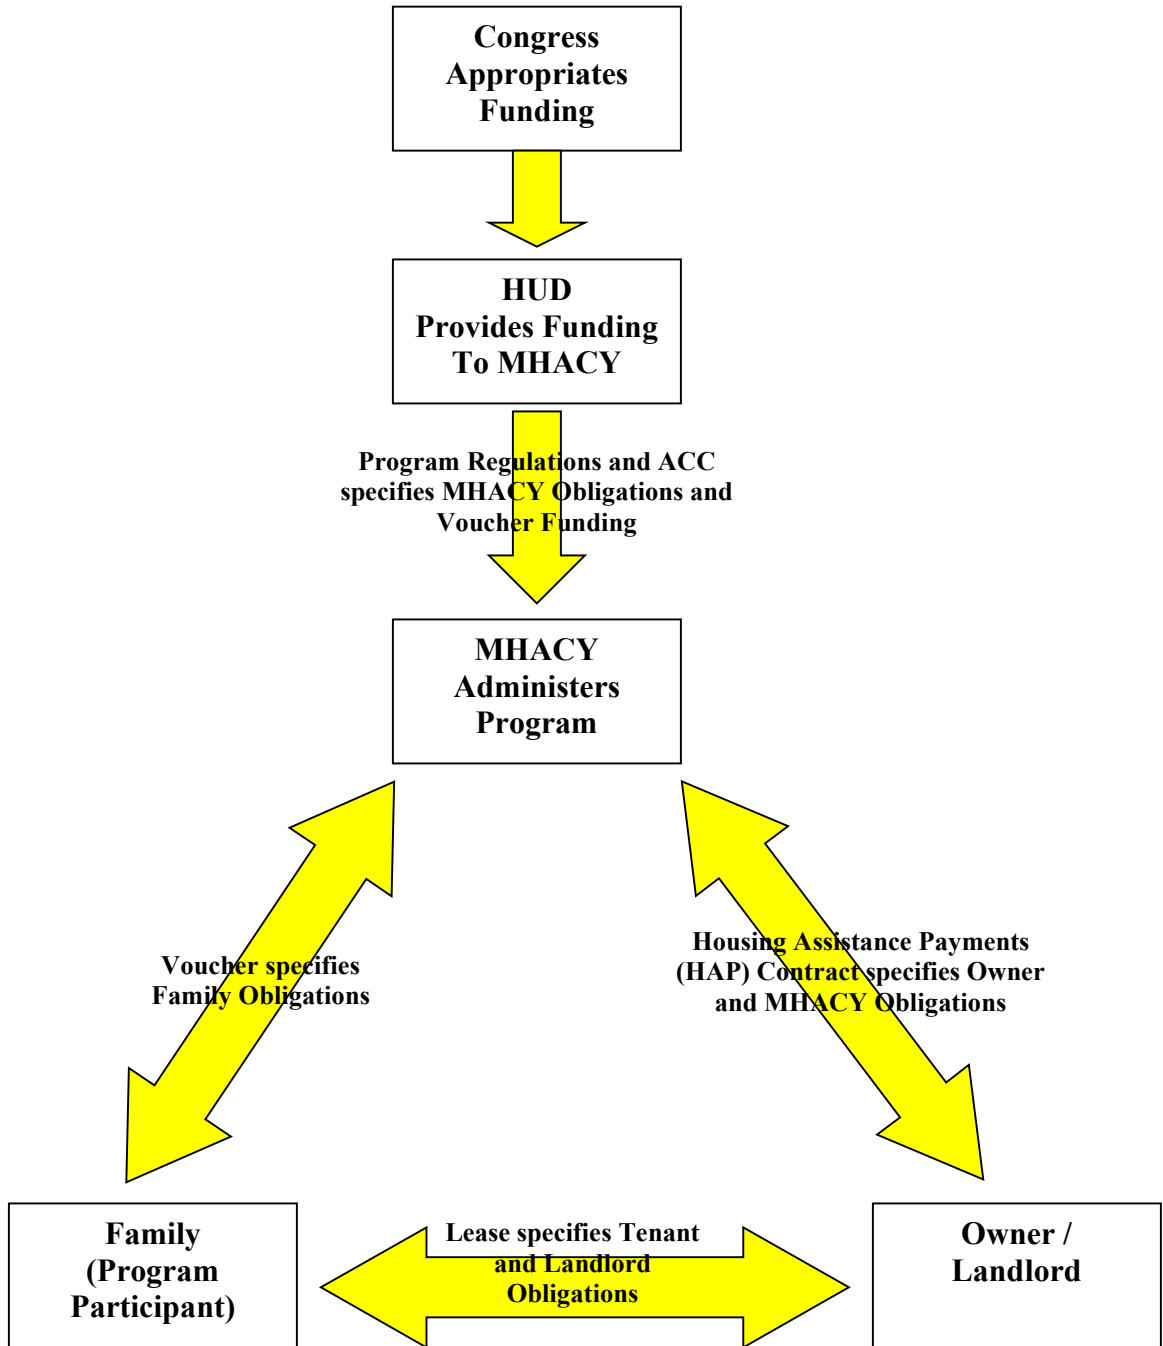 Congress
Appropriates
Funding
HUD
Provides Funding
To MHACY
Program Regulations and ACC
specifies MHACY Obligations and
Voucher Funding
MHACY
Administers
Program
Voucher specifies
Family Obligations
Housing Assistance Payments
(HAP) Contract specifies Owner
and MHACY Obligations
Family
(Program
Participant)
Lease specifies Tenant
and Landlord
Obligations
Owner /
Landlord